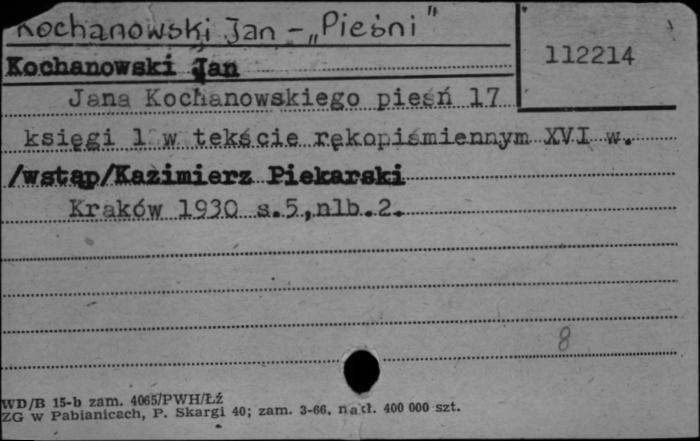 Kochanowski Jan - „Pieśni"
112214
Kochanowski Jan
Jana Kochanowskiego pieśń 17
księgi 1 w tekście rękopiśmiennym XVI w.
/wstąp/Kazimierz Piekarski
Kraków 1930 s.5,nlb.2.
8
WD/B 15-b zam. 4065/PWH/Łź
ZG w Pabianicach, P. Skargi 40; zam. 3-66. nakł. 400 000 szt.